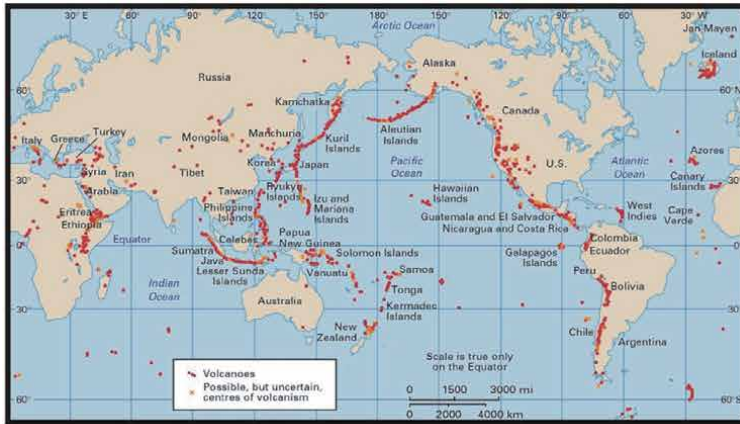 Arctic Ocean
30° E
60°
90°
120°
150°
180°
150°
120°
90°
60°
30° W
Jan Mayen
Iceland
Alaska
Russia
60°
60° N
Kamchatka
Canada
Aleutian
Islands
Kuril
Islands
Mongolia
Manchuria
Italy
Greece
Turkey
Korea
Japan
Pacific
Ocean
U.S.
Atlantic
Ocean
Azores
Syria
Iran
Tibet
Arabia
30°
30°
Canary
Islands
Taiwan
Ryukyu
Islands
Izu and
Mariana
Islands
Hawaiian
Islands
Philippine
Islands
Eritrea
Ethiopia
Guatemala and El Salvador
Nicaragua and Costa Rica
West
Indies
Cape
Verde
Equator
Celebes
Papua
New Guinea
Solomon Islands
Galapagos
Islands
Colombia
Ecuador
0°
0°
Sumatra
Java
Lesser Sunda
Islands
Vanuatu
Samoa
Tonga
Kermadec
Islands
Peru
Bolivia
Indian
Ocean
Australia
30°
30°
New
Zealand
Chile
Argentina
Volcanoes
Possible, but uncertain,
centres of volcanism
Scale is true only
on the Equator
0 1500 3000 mi
0 2000 4000 km
60°
60°S